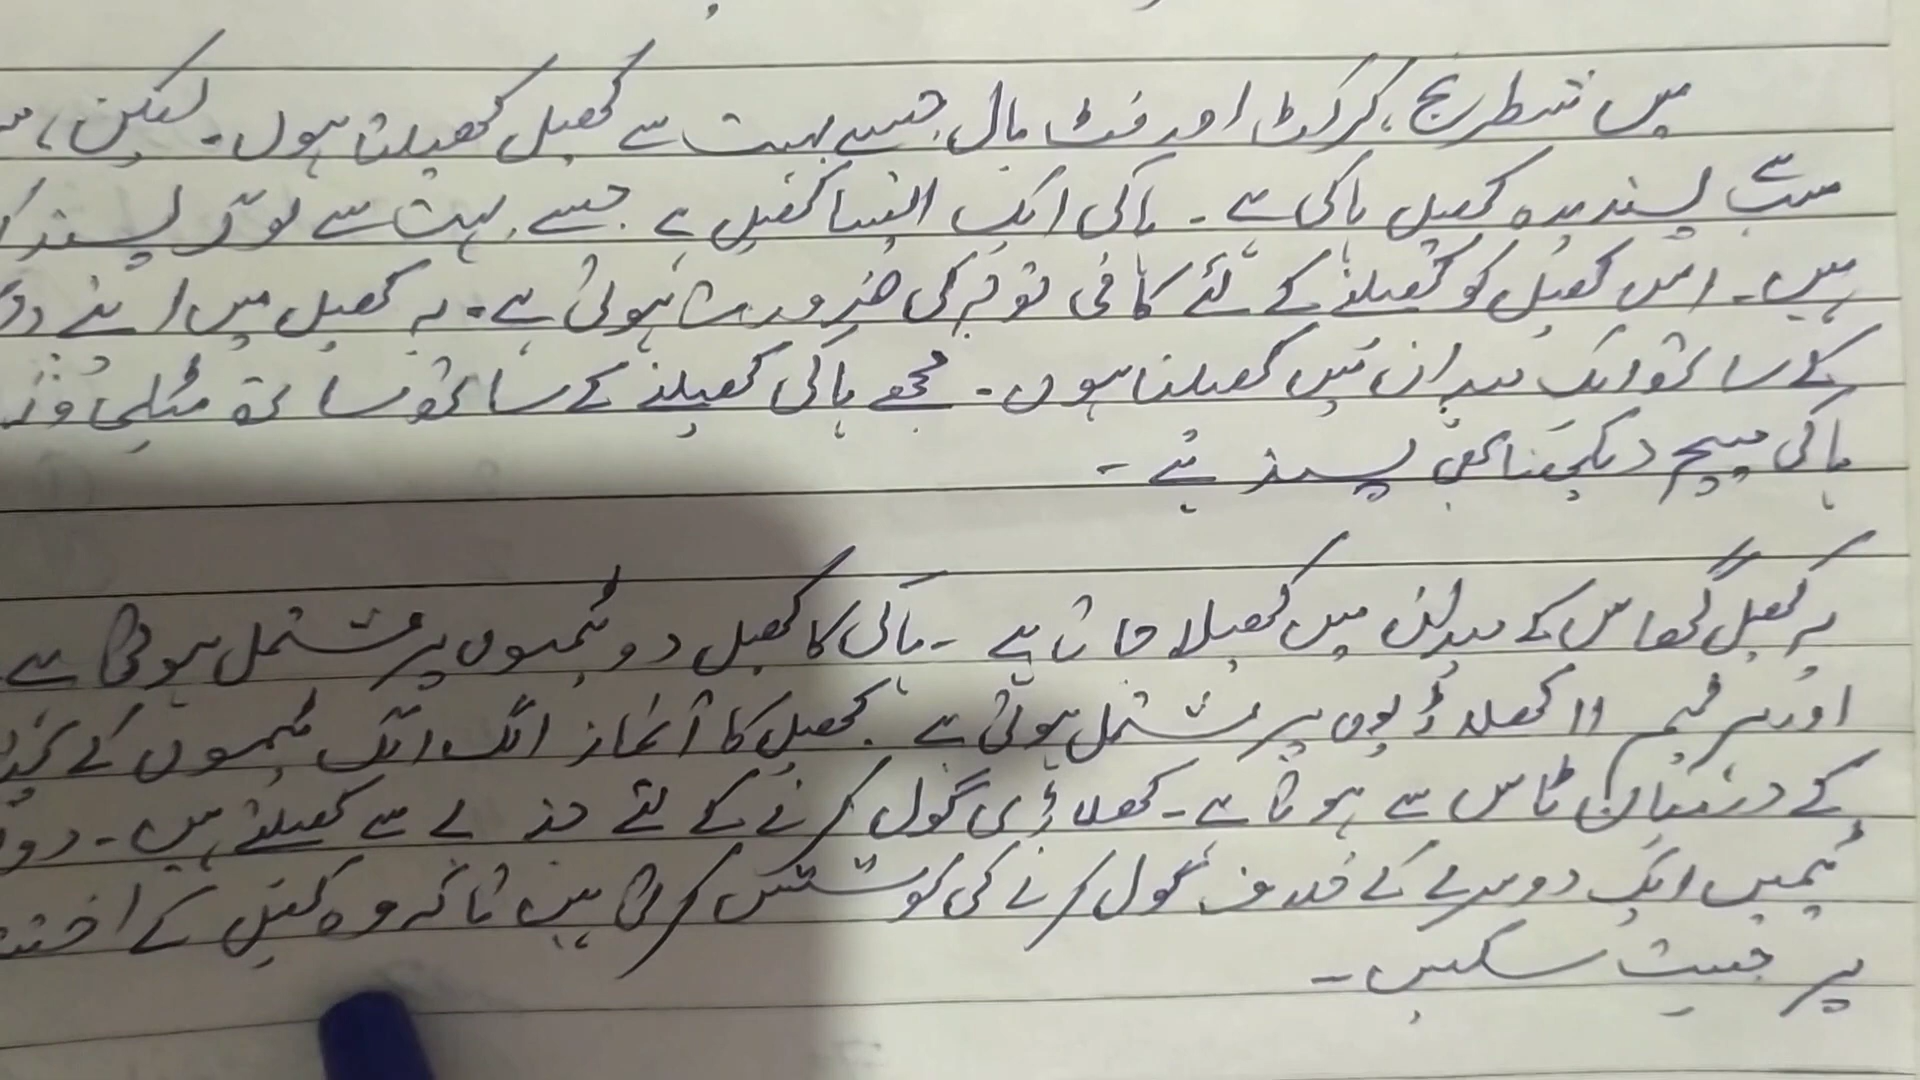 میں شطرنج، کرکٹ اور فٹ بال جیسے بہت سے کھیل کھیلتا ہوں۔ لیکن،
سب سے پسندیدہ کھیل ہاکی ہے۔ ہاکی ایک ایسا کھیل ہے جسے بہت سے لوگ پسند
ہیں۔ اس کھیل کو کھیلنے کے لئے کافی توجہ کی ضرورت ہوتی ہے۔ یہ کھیل میں اپنے
کے ساتھ ایک میدان میں کھیلتا ہوں۔ مجھے ہاکی کھیلنے کے ساتھ ساتھ ٹیلی
ہاکی میچ دیکھنا بھی پسند ہے۔
یہ کھیل گھاس کے میدان میں کھیلا جاتا ہے۔ ہاکی کا کھیل دو ٹیموں پر مشتمل ہوتا ہے
اور ہر ٹیم 11 کھلاڑیوں پر مشتمل ہوتی ہے۔ کھیل کا آغاز ایک ایک ٹیموں کے
کے درمیان ٹاس سے ہوتا ہے۔ کھلاڑی گول کرنے کے لئے جذبے سے کھیلتے ہیں۔
ٹیمیں ایک دوسرے کے خلاف گول کرنے کی کوشش کرتی ہیں تاکہ وہ کھیل کے
پر جیت سکیں۔